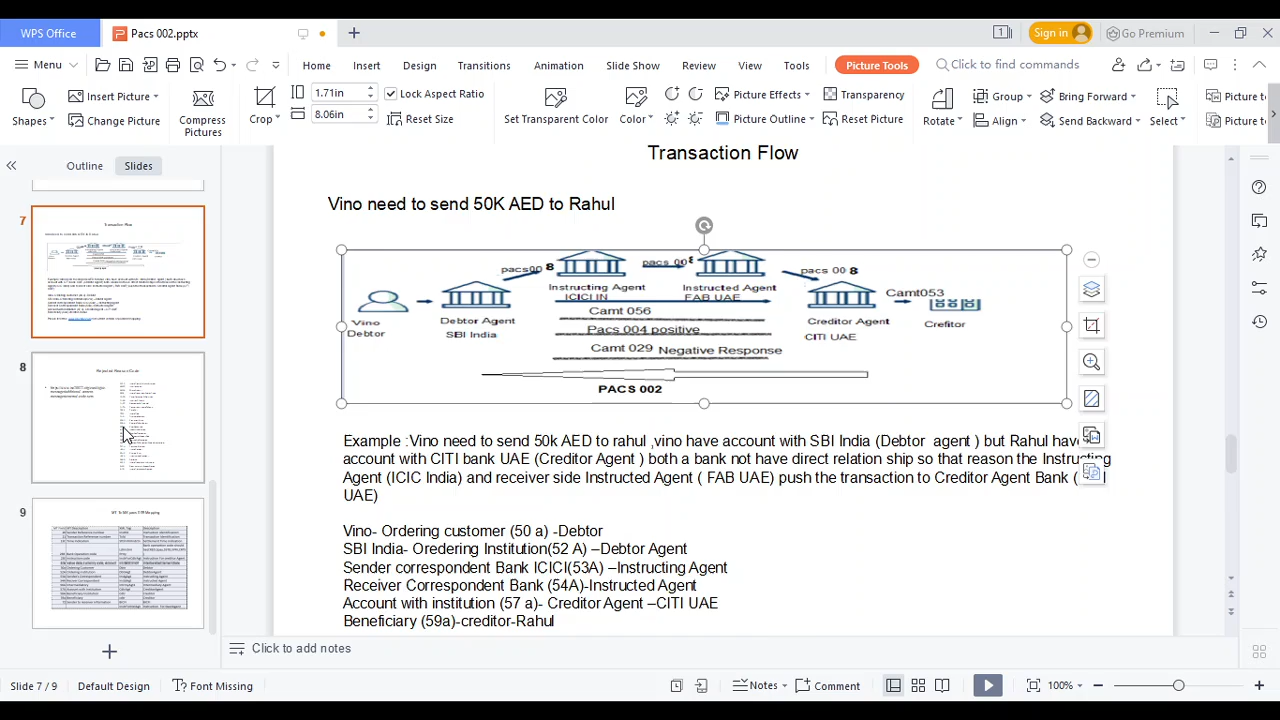 WPS Office
Pacs 002.pptx
Sign in
Go Premium
Menu
Home
Insert
Design
Transitions
Animation
Slide Show
Review
View
Tools
Picture Tools
Click to find commands
Shapes
Insert Picture
Change Picture
Compress Pictures
Crop
1.71in
8.06in
Lock Aspect Ratio
Reset Size
Set Transparent Color
Color
Picture Effects
Picture Outline
Transparency
Reset Picture
Rotate
Group
Align
Bring Forward
Send Backward
Select
Picture to
Picture to
Outline
Slides
7
8
9
Transaction Flow
Vino need to send 50K AED to Rahul
pacs00 8
pacs 00 8
pacs 00 8
Instructing Agent
ICICI IN
Instructed Agent
FAB UAE
Camt053
Vino
Debtor
Debtor Agent
SBI India
Camt 056
Pacs 004 positive
Camt 029 Negative Response
Creditor Agent
CITI UAE
Crefitor
PACS 002
Example :Vino need to send 50k AED to rahul ,vino have account with SBI india (Debtor agent ) but Rahul have
account with CITI bank UAE (Creditor Agent ) both a bank not have direct relation ship so that reason the Instructing
Agent (ICIC India) and receiver side Instructed Agent ( FAB UAE) push the transaction to Creditor Agent Bank (
UAE)
Vino- Ordering customer (50 a) -Debtor
SBI India- Oredering Institution(52 A) –Debtor Agent
Sender correspondent Bank ICICI(53A) –Instructing Agent
Receiver Correspondent Bank (54A)-Instructed Agent
Account with institution (57 a)- Creditor Agent –CITI UAE
Beneficiary (59a)-creditor-Rahul
Click to add notes
Slide 7 / 9
Default Design
Font Missing
Notes
Comment
100%